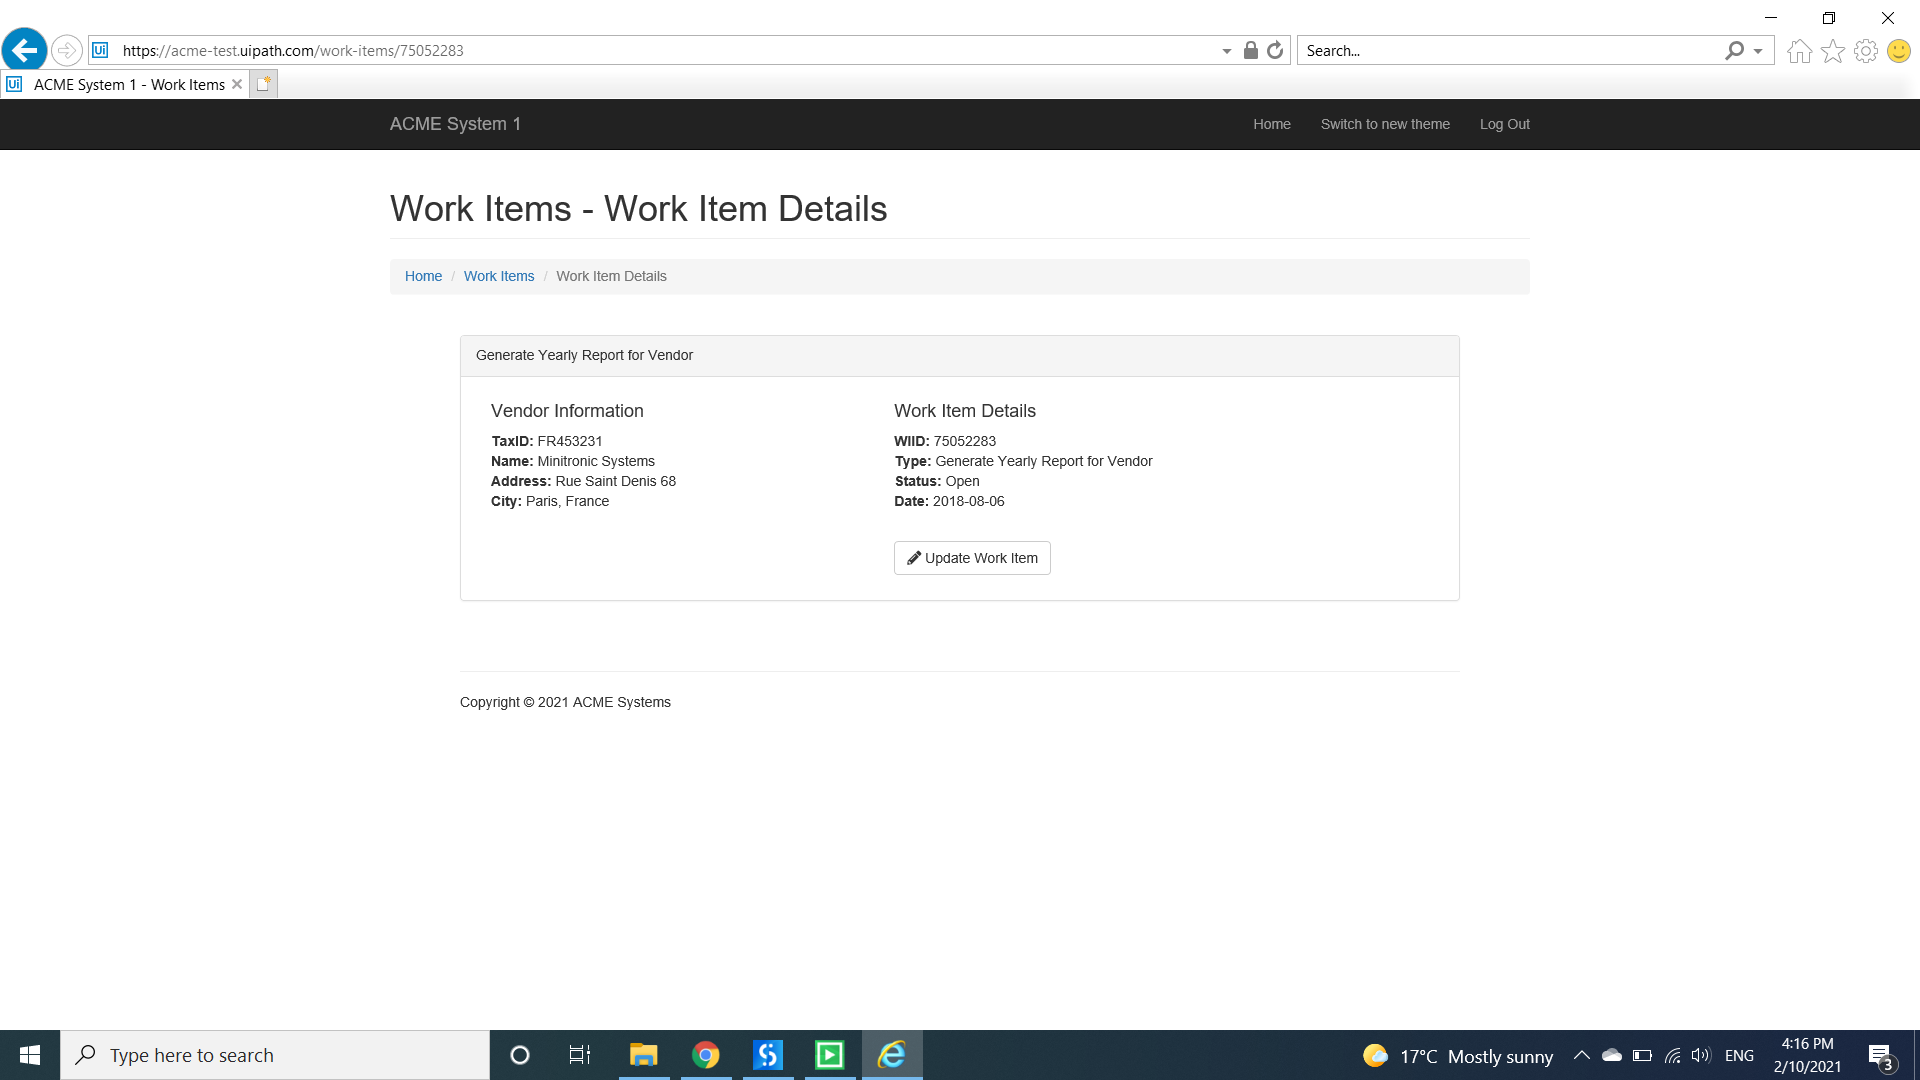 https://acme-test.uipath.com/work-items/75052283
Search...
ACME System 1 - Work Items
ACME System 1
Home
Switch to new theme
Log Out
Work Items - Work Item Details
Home / Work Items / Work Item Details
Generate Yearly Report for Vendor
Vendor Information
TaxID: FR453231
Name: Minitronic Systems
Address: Rue Saint Denis 68
City: Paris, France
Work Item Details
WIID: 75052283
Type: Generate Yearly Report for Vendor
Status: Open
Date: 2018-08-06
Update Work Item
Copyright © 2021 ACME Systems
Type here to search
17°C Mostly sunny
ENG
4:16 PM
2/10/2021
3